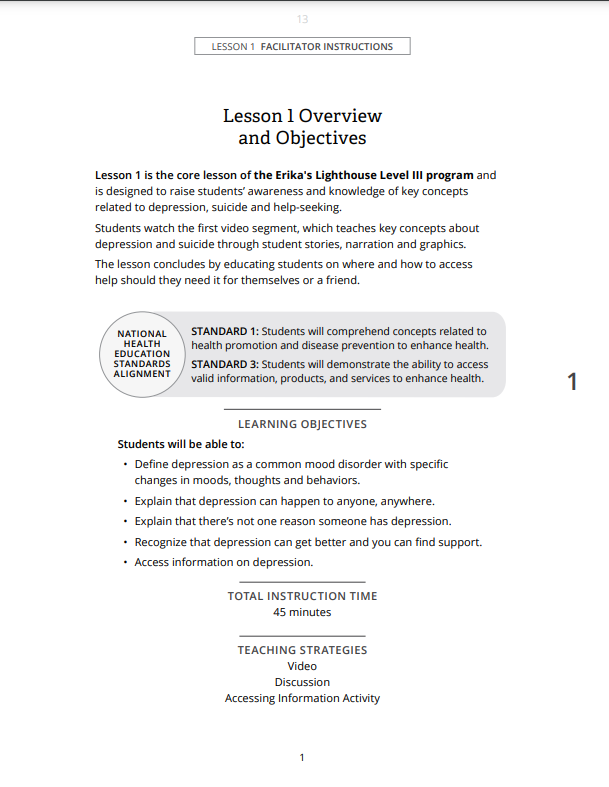 13
LESSON 1 FACILITATOR INSTRUCTIONS
Lesson 1 Overview
and Objectives
Lesson 1 is the core lesson of the Erika's Lighthouse Level III program and
is designed to raise students’ awareness and knowledge of key concepts
related to depression, suicide and help-seeking.
Students watch the first video segment, which teaches key concepts about
depression and suicide through student stories, narration and graphics.
The lesson concludes by educating students on where and how to access
help should they need it for themselves or a friend.
NATIONAL
HEALTH
EDUCATION
STANDARDS
ALIGNMENT
STANDARD 1: Students will comprehend concepts related to
health promotion and disease prevention to enhance health.
STANDARD 3: Students will demonstrate the ability to access
valid information, products, and services to enhance health.
1
LEARNING OBJECTIVES
Students will be able to:
• Define depression as a common mood disorder with specific
changes in moods, thoughts and behaviors.
• Explain that depression can happen to anyone, anywhere.
• Explain that there’s not one reason someone has depression.
• Recognize that depression can get better and you can find support.
• Access information on depression.
TOTAL INSTRUCTION TIME
45 minutes
TEACHING STRATEGIES
Video
Discussion
Accessing Information Activity
1